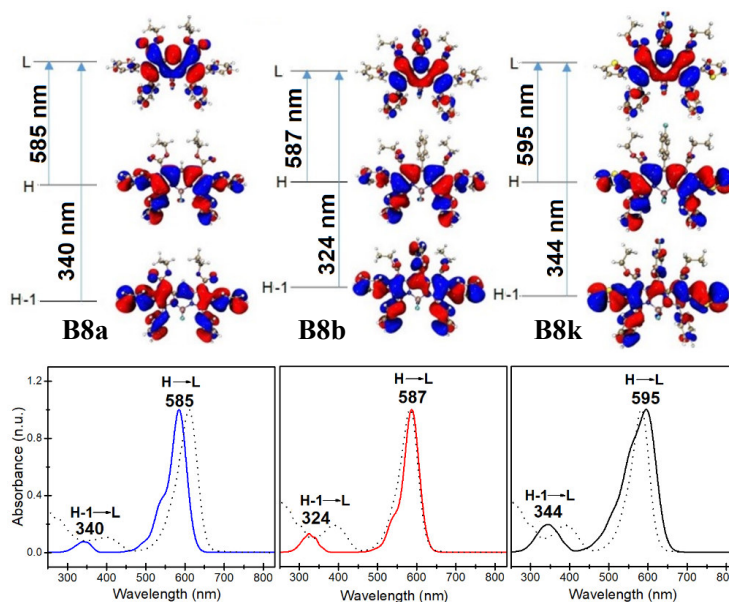 L
585 nm
H
340 nm
H-1
B8a
L
587 nm
H
324 nm
H-1
B8b
L
595 nm
H
344 nm
H-1
B8k
Absorbance (n.u.)
1.2
0.8
0.4
0.0
H→L
585
H-1→L
340
300 400 500 600 700 800
Wavelength (nm)
H→L
587
H-1→L
324
300 400 500 600 700 800
Wavelength (nm)
H→L
595
H-1→L
344
300 400 500 600 700 800
Wavelength (nm)